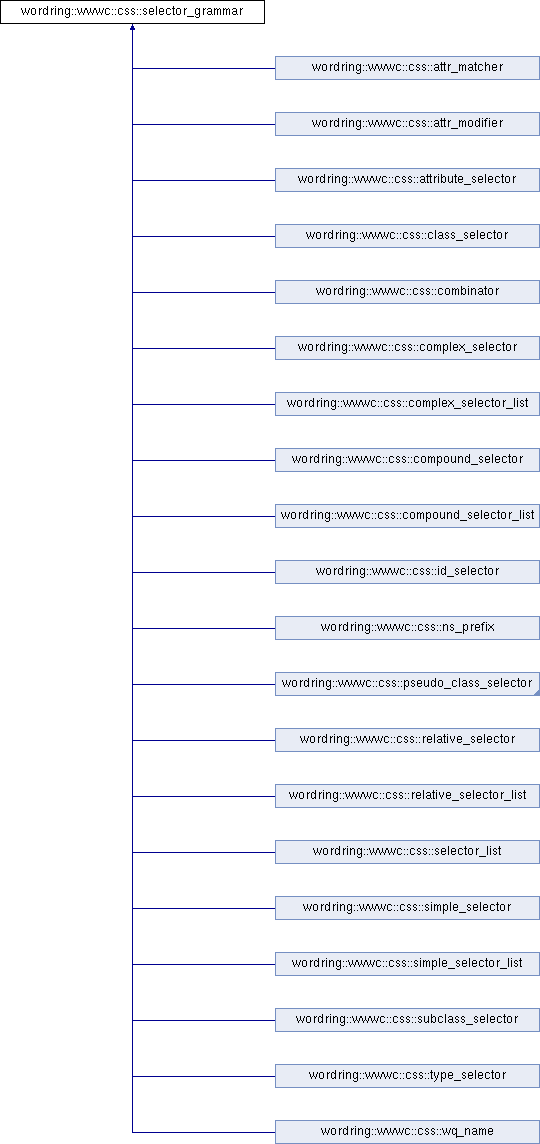 wordring::wwwc::css::selector_grammar
wordring::wwwc::css::attr_matcher
wordring::wwwc::css::attr_modifier
wordring::wwwc::css::attribute_selector
wordring::wwwc::css::class_selector
wordring::wwwc::css::combinator
wordring::wwwc::css::complex_selector
wordring::wwwc::css::complex_selector_list
wordring::wwwc::css::compound_selector
wordring::wwwc::css::compound_selector_list
wordring::wwwc::css::id_selector
wordring::wwwc::css::ns_prefix
wordring::wwwc::css::pseudo_class_selector
wordring::wwwc::css::relative_selector
wordring::wwwc::css::relative_selector_list
wordring::wwwc::css::selector_list
wordring::wwwc::css::simple_selector
wordring::wwwc::css::simple_selector_list
wordring::wwwc::css::subclass_selector
wordring::wwwc::css::type_selector
wordring::wwwc::css::wq_name